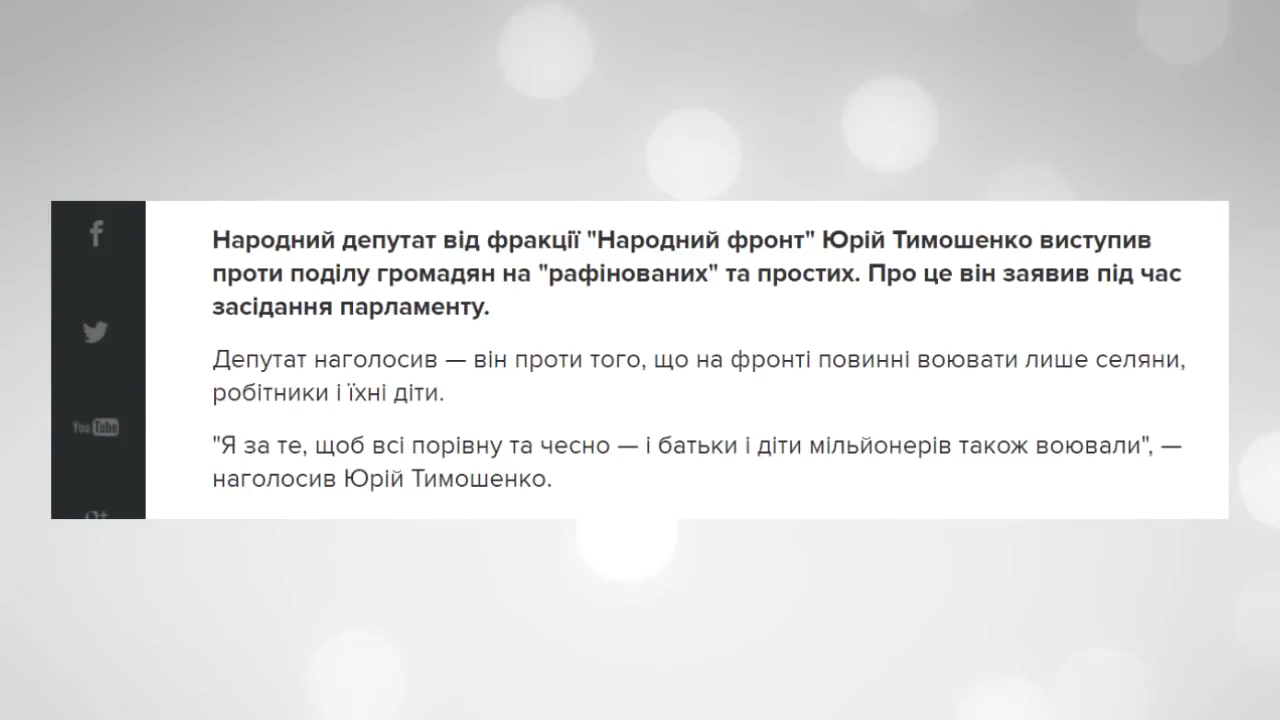 Народний депутат від фракції "Народний фронт" Юрій Тимошенко виступив
проти поділу громадян на "рафінованих" та простих. Про це він заявив під час
засідання парламенту.
Депутат наголосив — він проти того, що на фронті повинні воювати лише селяни,
робітники і їхні діти.
"Я за те, щоб всі порівну та чесно — і батьки і діти мільйонерів також воювали", —
наголосив Юрій Тимошенко.
f
You Tube
g+